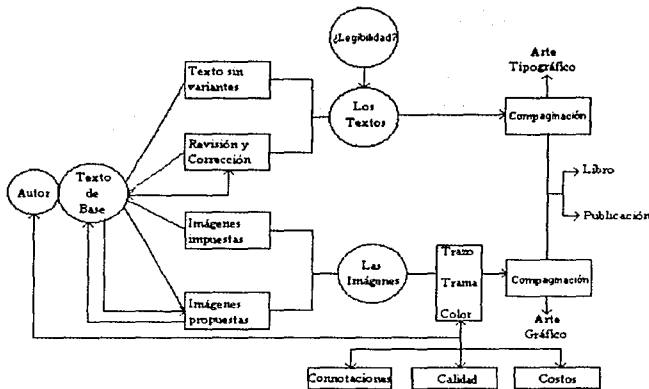 ¿Legibilidad?
Arte
Tipográfico
Texto sin
variantes
Los
Textos
Compaginación
Revisión y
Corrección
Autor
Texto
de
Base
Libro
Publicación
Imágenes
impuestas
Las
Imágenes
Trazo
Trama
Color
Compaginación
Imágenes
propuestas
Arte
Gráfico
Connotaciones
Calidad
Costos